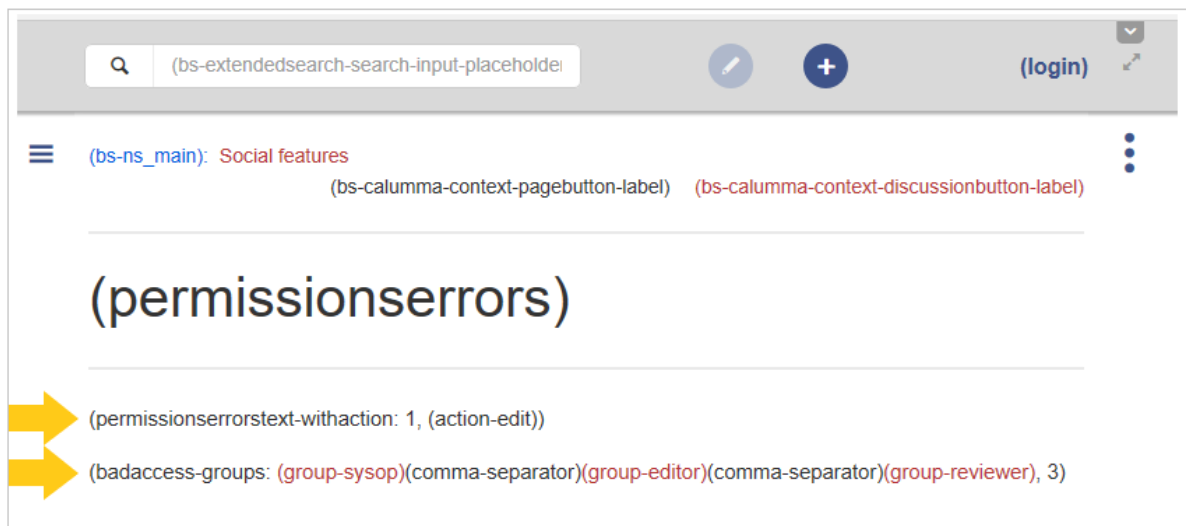 (bs-extendedsearch-search-input-placeholder
(login)
(bs-ns_main): Social features
(bs-calumma-context-pagebutton-label) (bs-calumma-context-discussionbutton-label)
(permissionserrors)
(permissionserrorstext-withaction: 1, (action-edit))
(badaccess-groups: (group-sysop)(comma-separator)(group-editor)(comma-separator)(group-reviewer), 3)